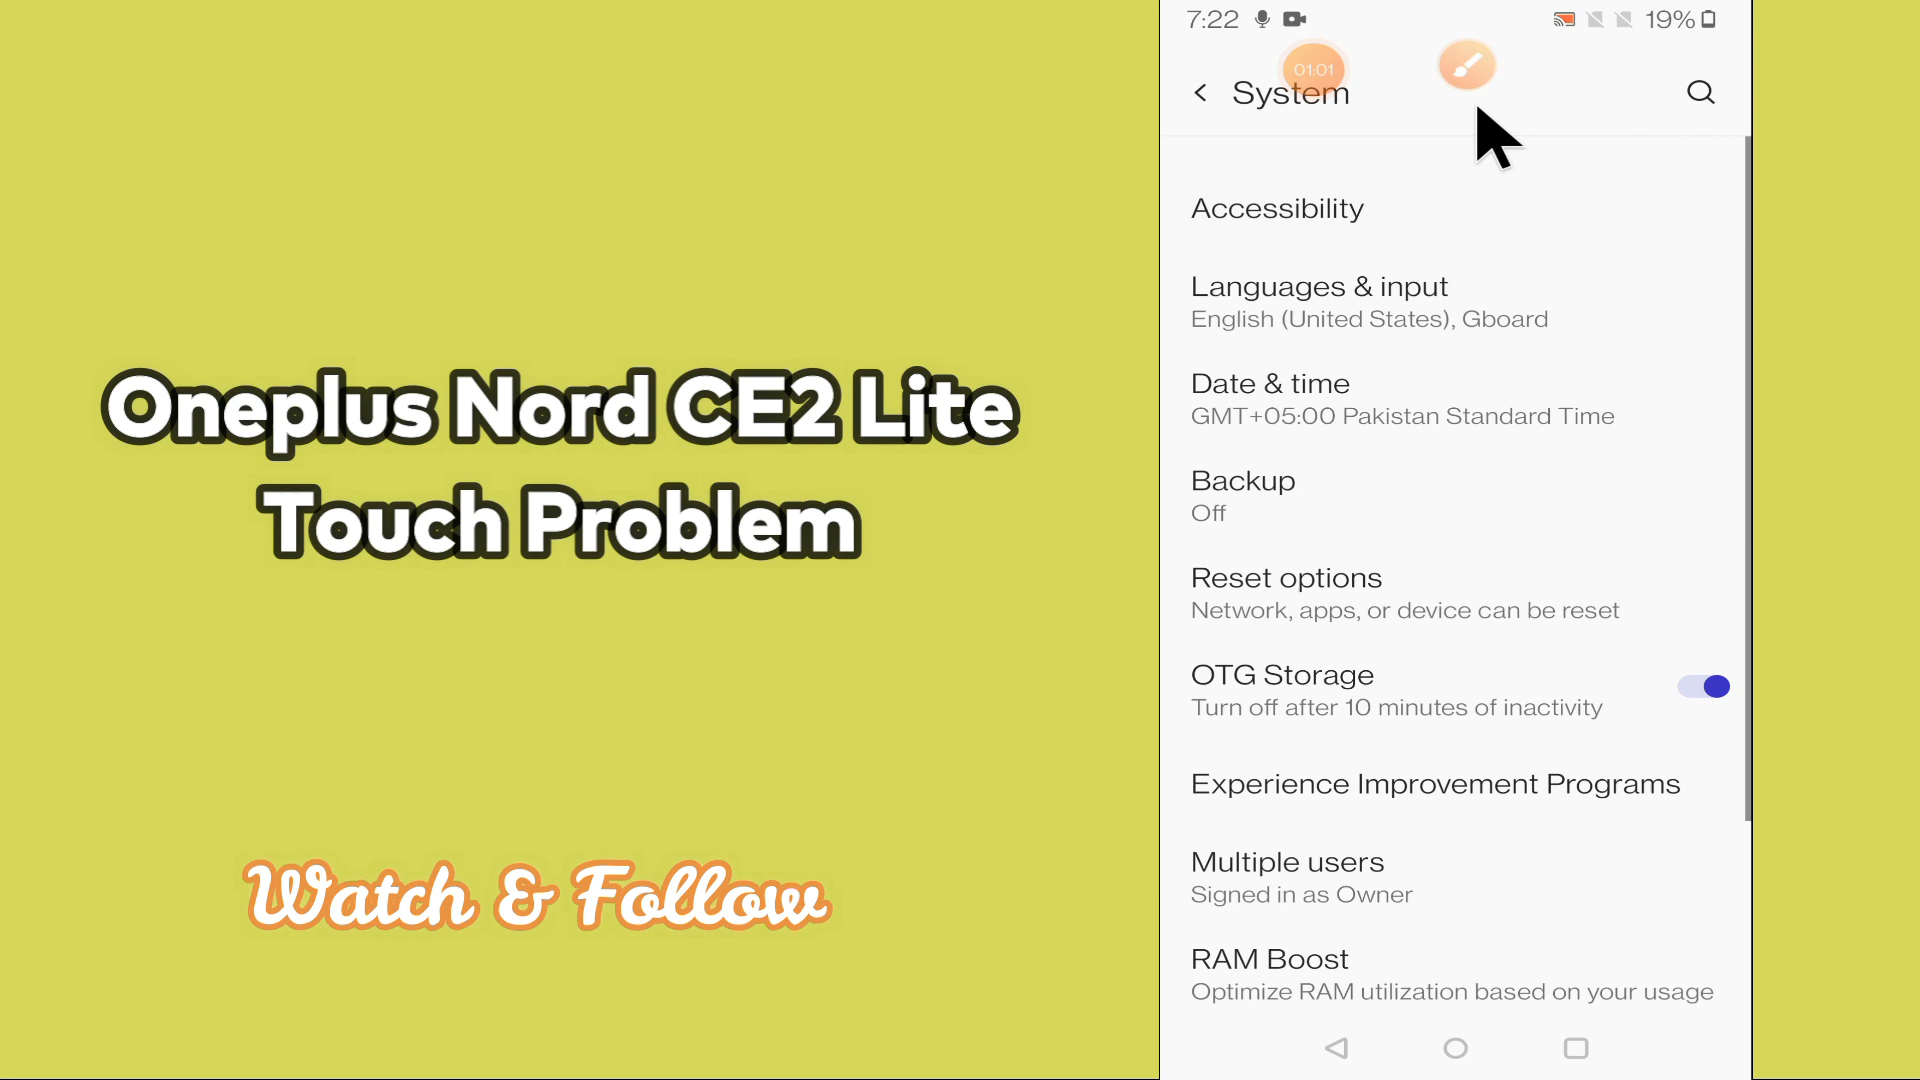 Oneplus Nord CE2 Lite
Touch Problem
Watch & Follow
7:22
19%
01:01
System
Accessibility
Languages & input
English (United States), Gboard
Date & time
GMT+05:00 Pakistan Standard Time
Backup
Off
Reset options
Network, apps, or device can be reset
OTG Storage
Turn off after 10 minutes of inactivity
Experience Improvement Programs
Multiple users
Signed in as Owner
RAM Boost
Optimize RAM utilization based on your usage